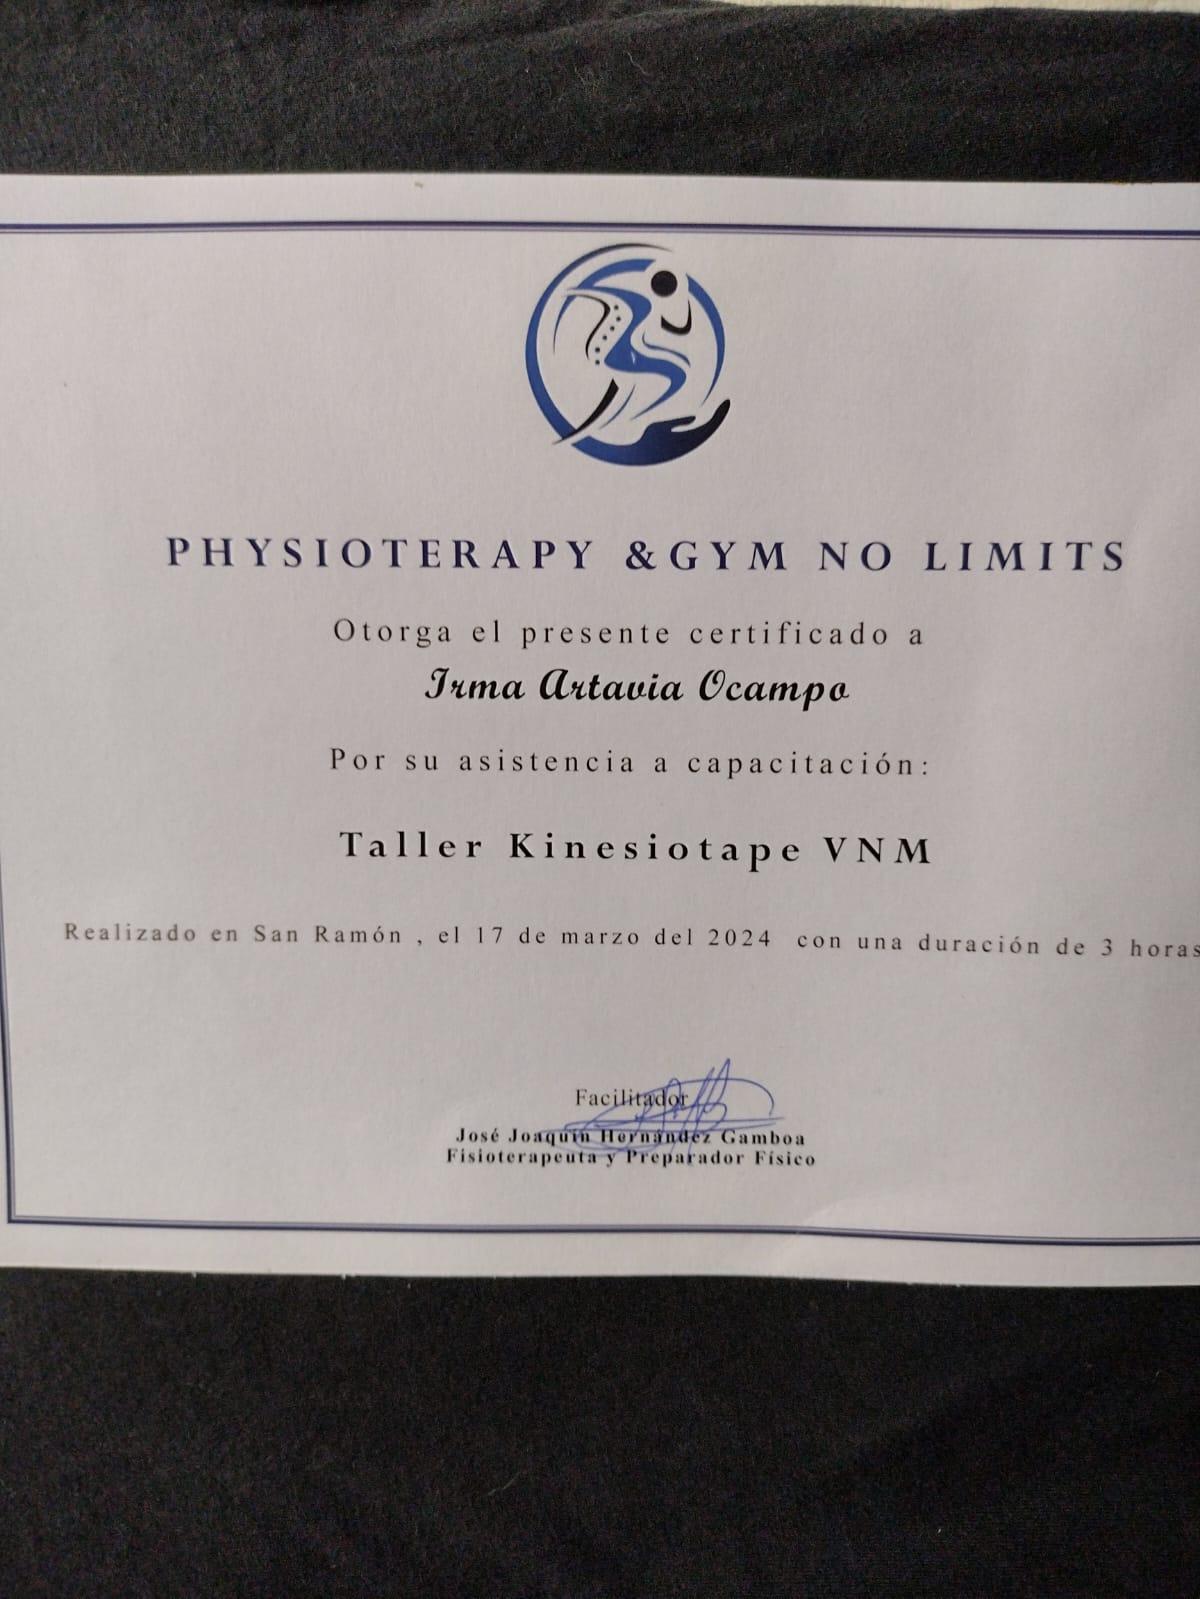 PHYSIOTERAPY &GYM NO LIMITS
Otorga el presente certificado a
Irma Artavia Ocampo
Por su asistencia a capacitación:
Taller Kinesiotape VNM
Realizado en San Ramón , el 17 de marzo del 2024 con una duración de 3 horas
Facilitador
José Joaquín Hernández Gamboa
Fisioterapeuta y Preparador Físico